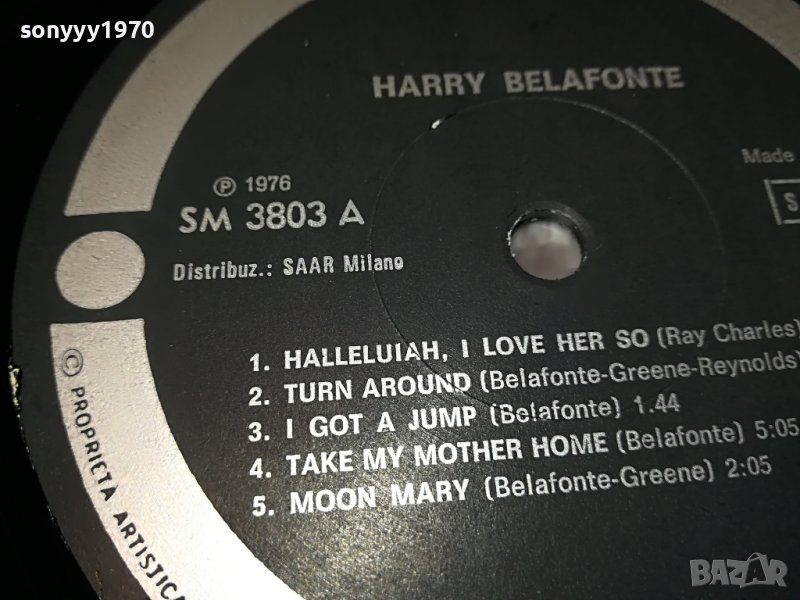 sonyyy1970
HARRY BELAFONTE
Made
℗ 1976
SM 3803 A
S
Distribuz.: SAAR Milano
1. HALLELUIAH, I LOVE HER SO (Ray Charles)
2. TURN AROUND (Belafonte-Greene-Reynolds)
3. I GOT A JUMP (Belafonte) 1.44
4. TAKE MY MOTHER HOME (Belafonte) 5:05
5. MOON MARY (Belafonte-Greene) 2:05
© PROPRIETA ARTISTICA
BAZAR